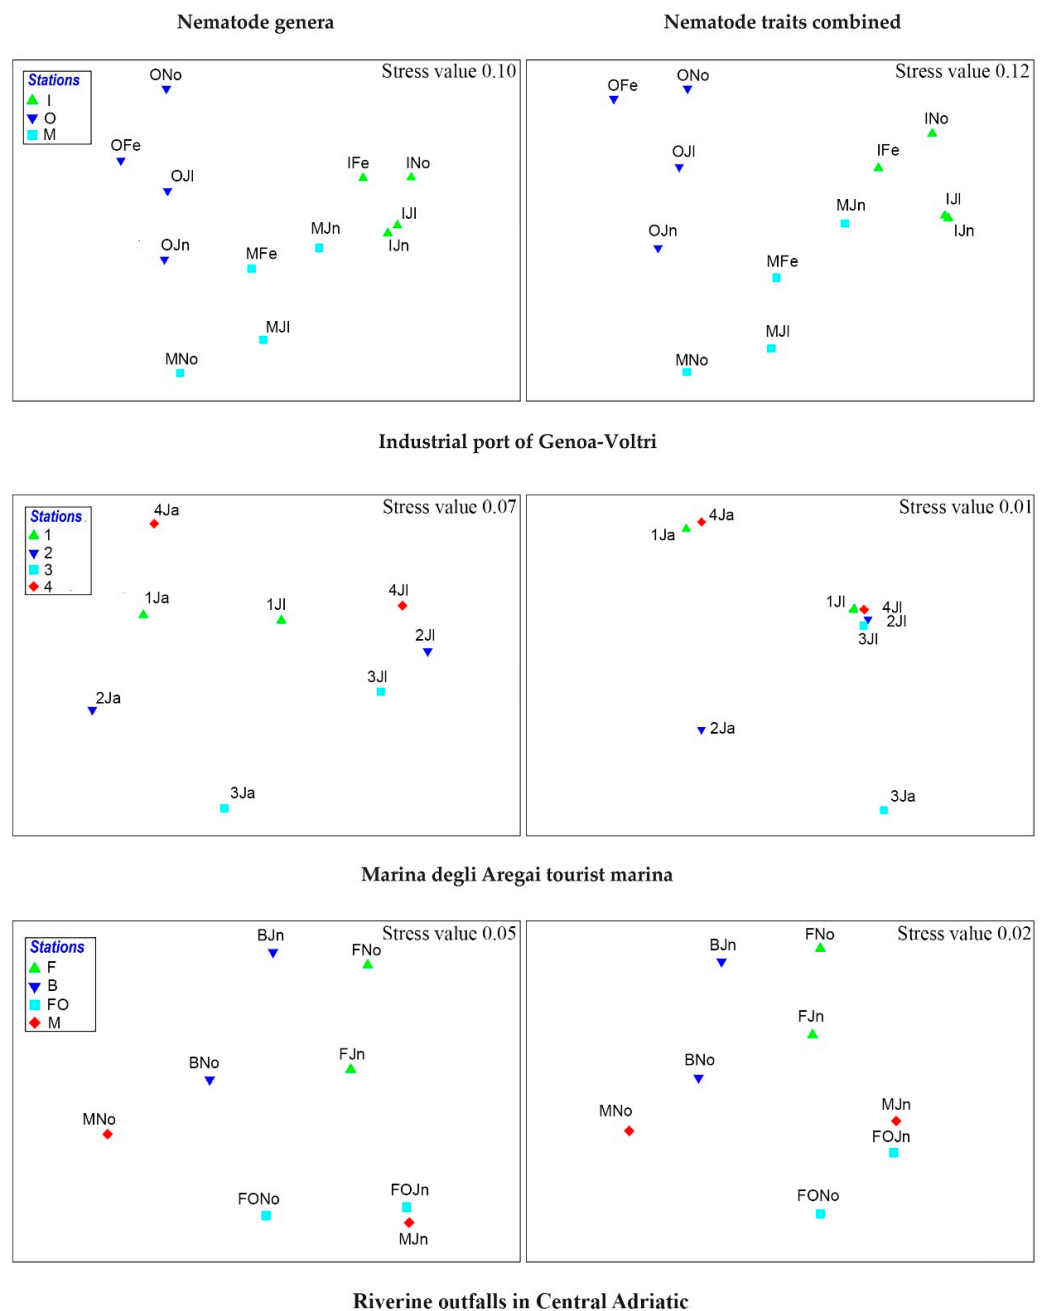 Nematode genera
Nematode traits combined
Stress value 0.10
Stations
I
O
M
ONo
OFe
OJl
OJn
IFe
INo
IJl
IJn
MJn
MFe
MJl
MNo
Stress value 0.12
OFe
ONo
OJl
OJn
INo
IFe
IJl
IJn
MJn
MFe
MJl
MNo
Industrial port of Genoa-Voltri
Stress value 0.07
Stations
1
2
3
4
4Ja
1Ja
1Jl
4Jl
2Jl
3Jl
2Ja
3Ja
Stress value 0.01
4Ja
1Ja
1Jl
4Jl
2Jl
3Jl
2Ja
3Ja
Marina degli Aregai tourist marina
Stress value 0.05
Stations
F
B
FO
M
BJn
FNo
FJn
BNo
MNo
FONo
FOJn
MJn
Stress value 0.02
FNo
BJn
FJn
BNo
MNo
MJn
FOJn
FONo
Riverine outfalls in Central Adriatic